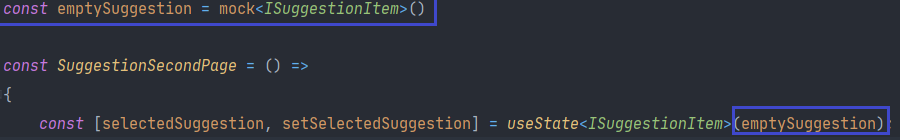 const emptySuggestion = mock<ISuggestionItem>()
const SuggestionSecondPage = () =>
{
const [selectedSuggestion, setSelectedSuggestion] = useState<ISuggestionItem>(emptySuggestion);